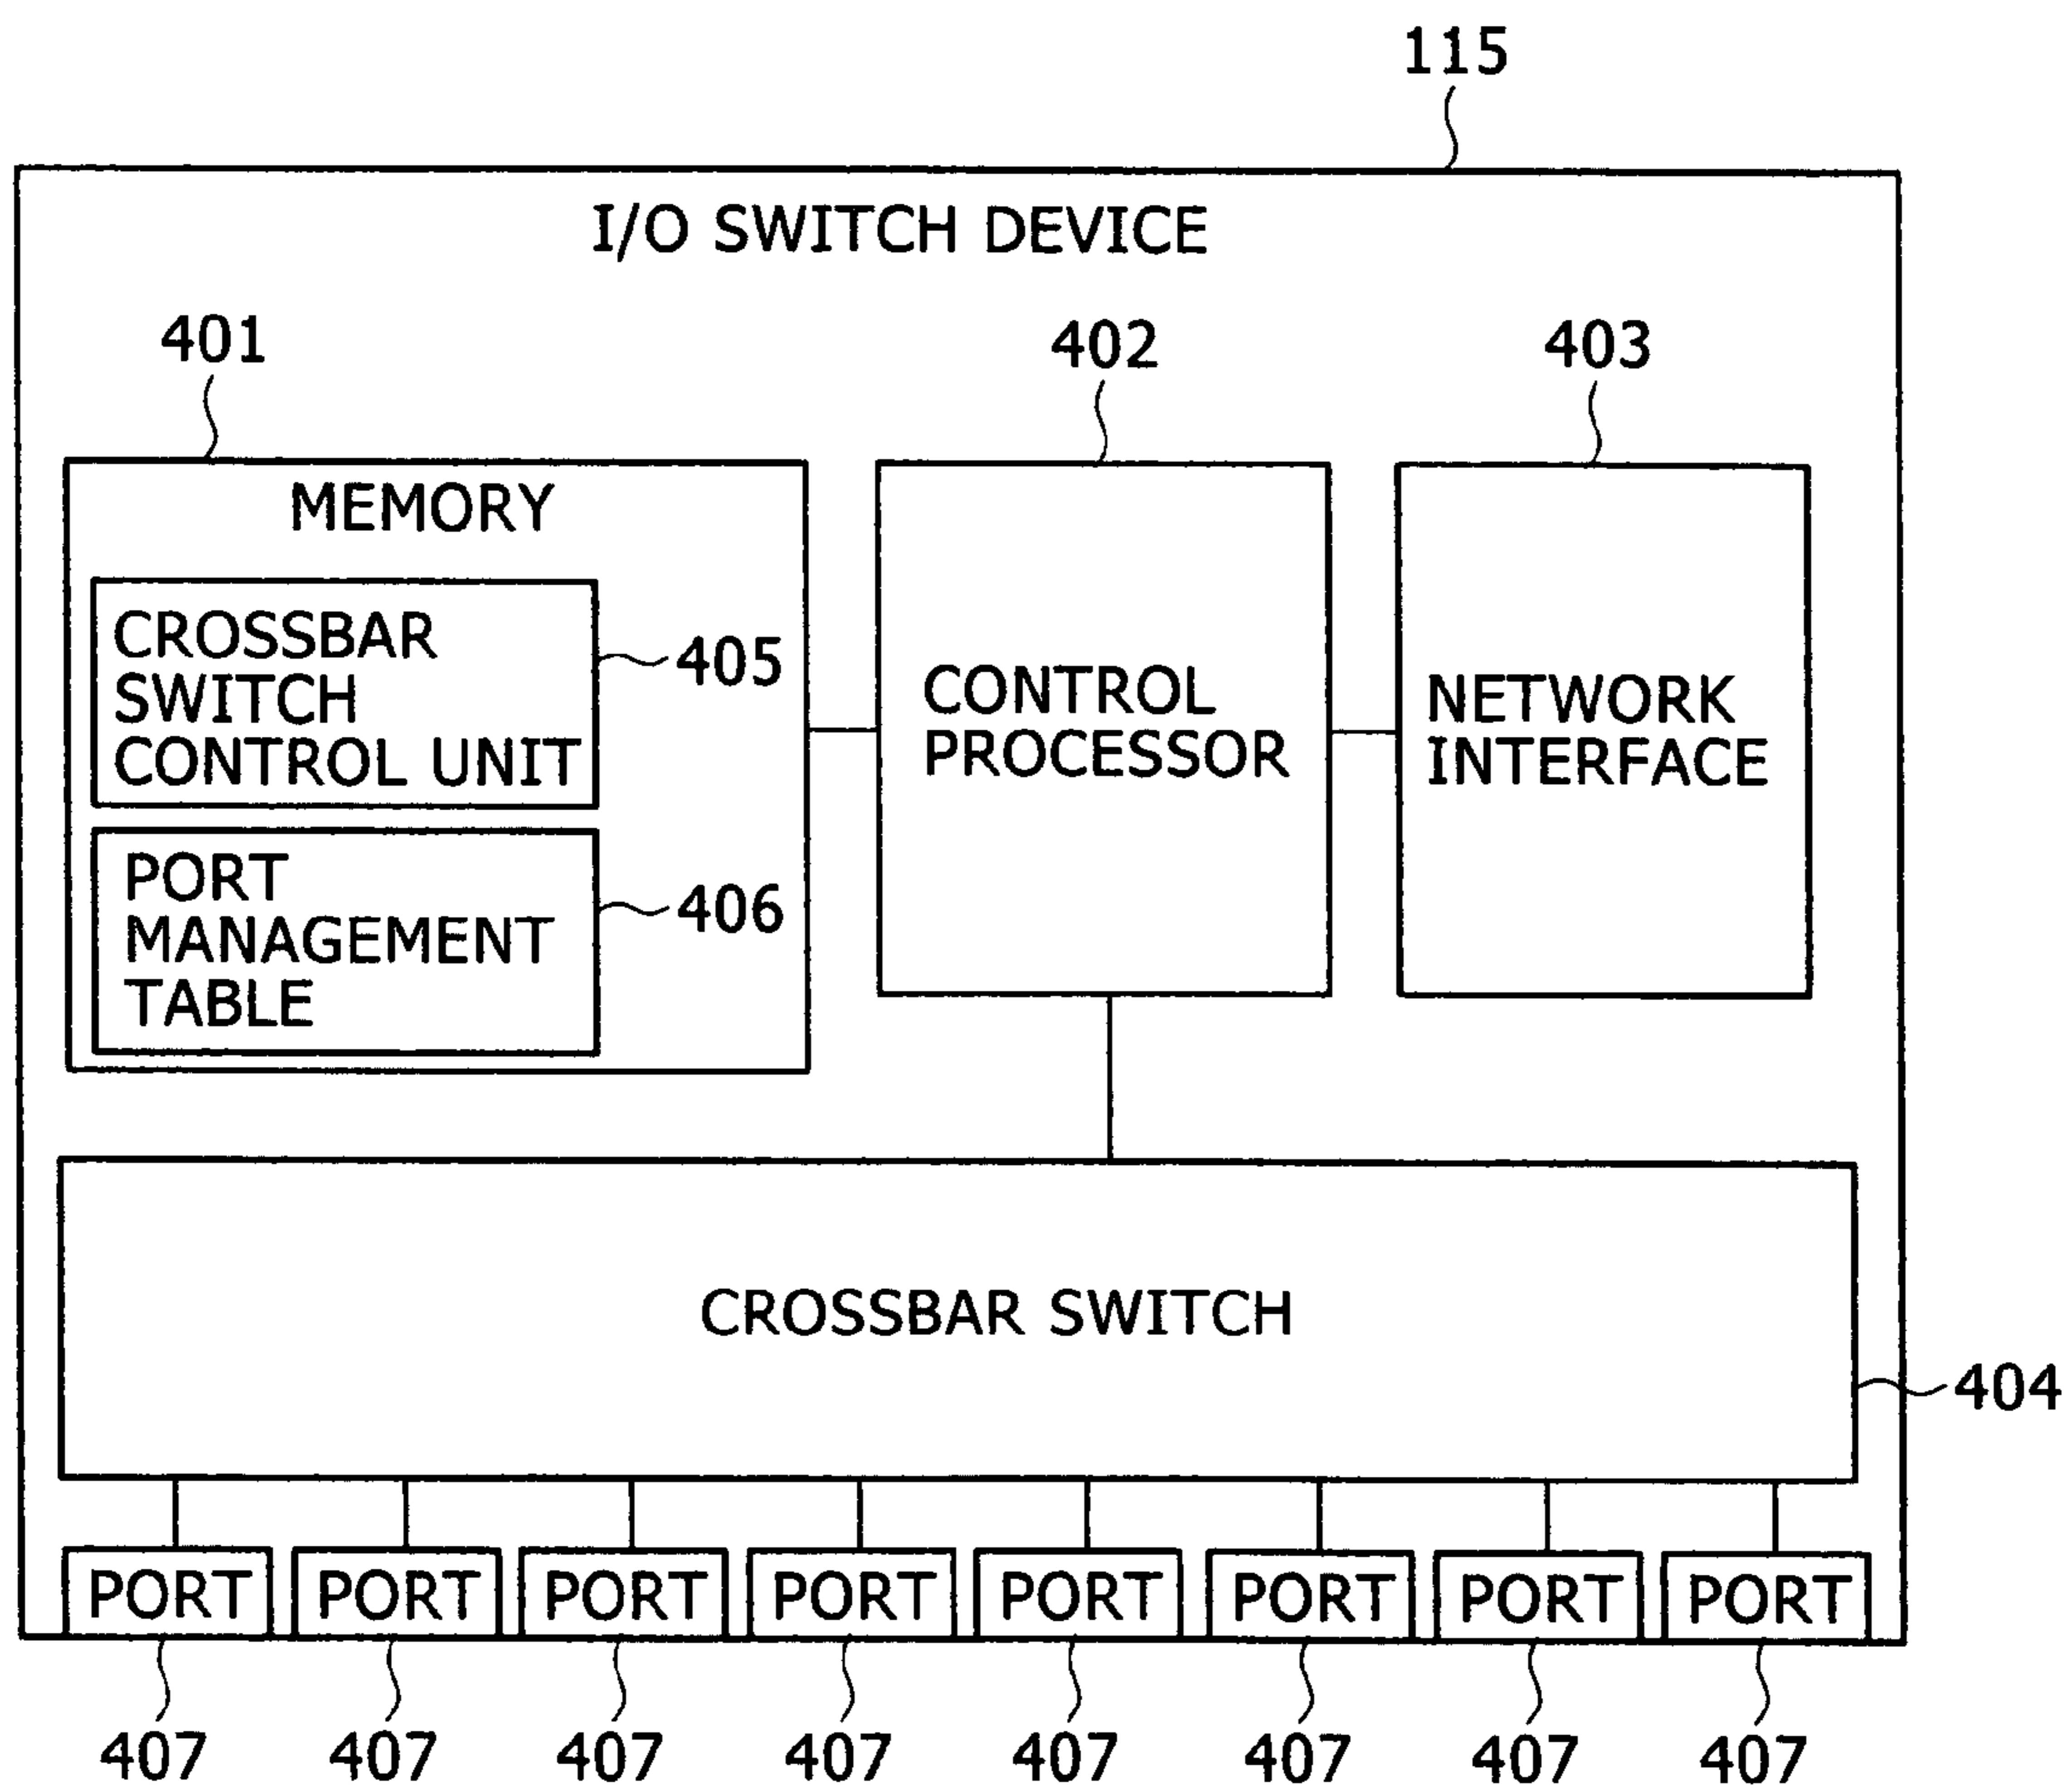 115
I/O SWITCH DEVICE
401
402
403
MEMORY
CROSSBAR
SWITCH
CONTROL UNIT
405
PORT
MANAGEMENT
TABLE
406
CONTROL
PROCESSOR
NETWORK
INTERFACE
CROSSBAR SWITCH
404
PORT PORT PORT PORT PORT PORT PORT PORT
407 407 407 407 407 407 407 407